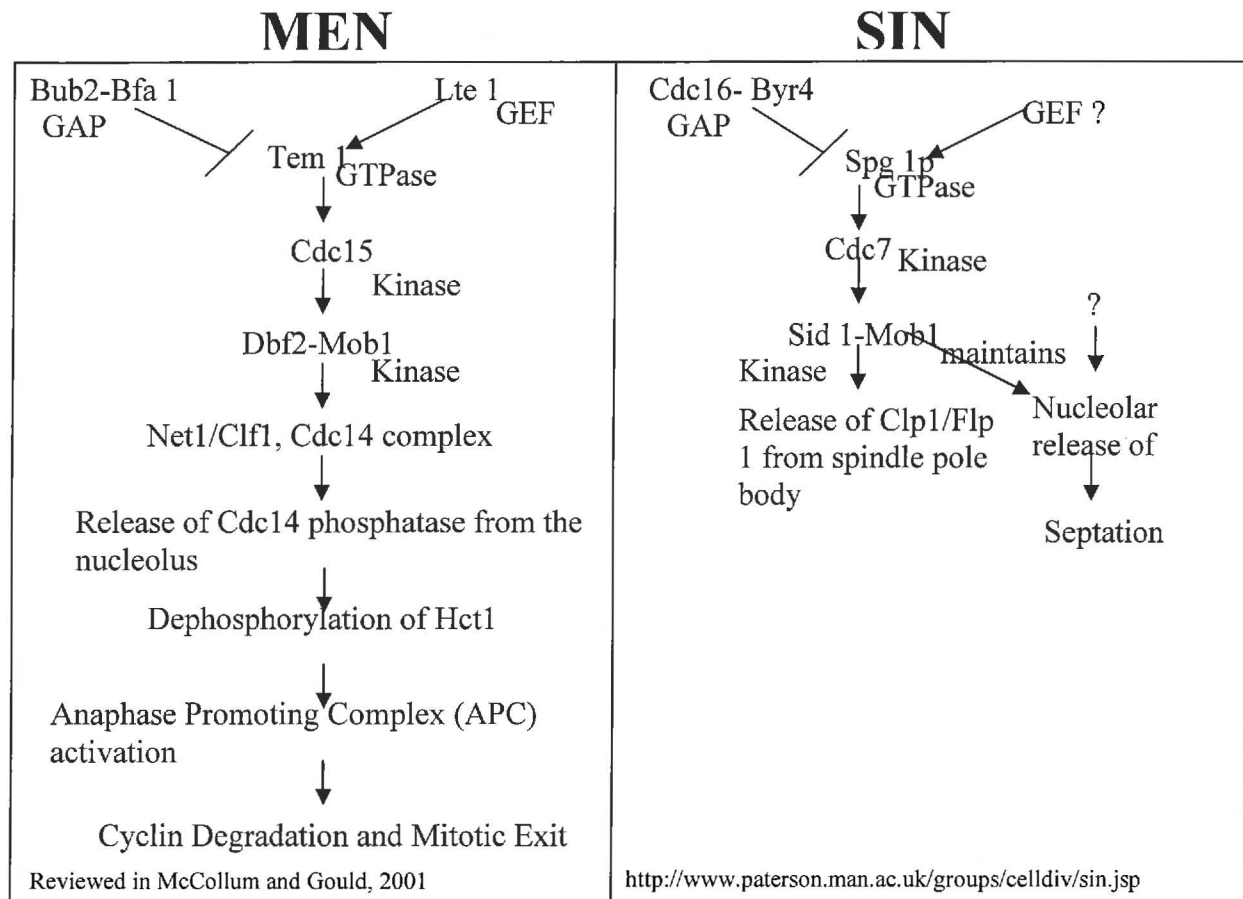 MEN
SIN
Bub2-Bfa 1
GAP
Lte 1
GEF
Tem 1
GTPase
Cdc15
Kinase
Dbf2-Mob1
Kinase
Net1/Clf1, Cdc14 complex
Release of Cdc14 phosphatase from the
nucleolus
Dephosphorylation of Hct1
Anaphase Promoting Complex (APC)
activation
Cyclin Degradation and Mitotic Exit
Reviewed in McCollum and Gould, 2001
Cdc16- Byr4
GAP
GEF ?
Spg 1p
GTPase
Cdc7
Kinase
Sid 1-Mob1
maintains
?
Kinase
Release of Clp1/Flp
1 from spindle pole
body
Nucleolar
release of
Septation
http://www.paterson.man.ac.uk/groups/celldiv/sin.jsp